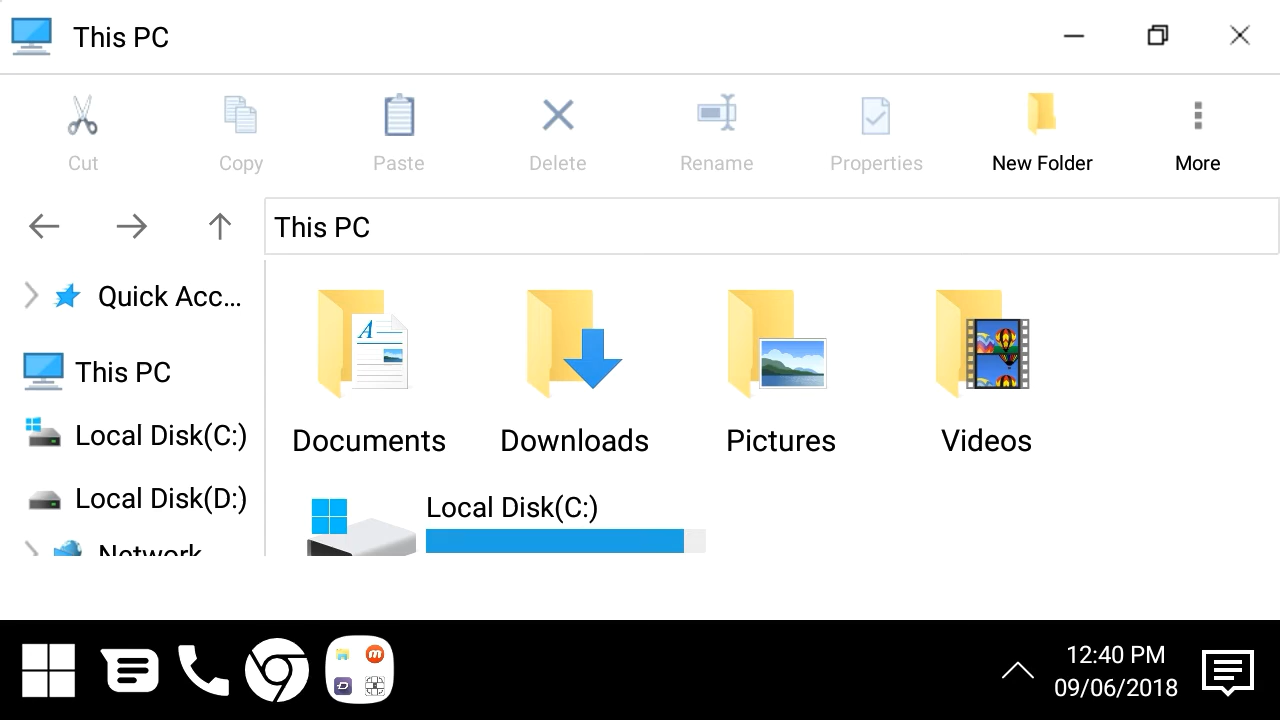 This PC
Cut
Copy
Paste
Delete
Rename
Properties
New Folder
More
This PC
Quick Acc...
This PC
Local Disk(C:)
Local Disk(D:)
Network
Documents
Downloads
Pictures
Videos
Local Disk(C:)
12:40 PM
09/06/2018